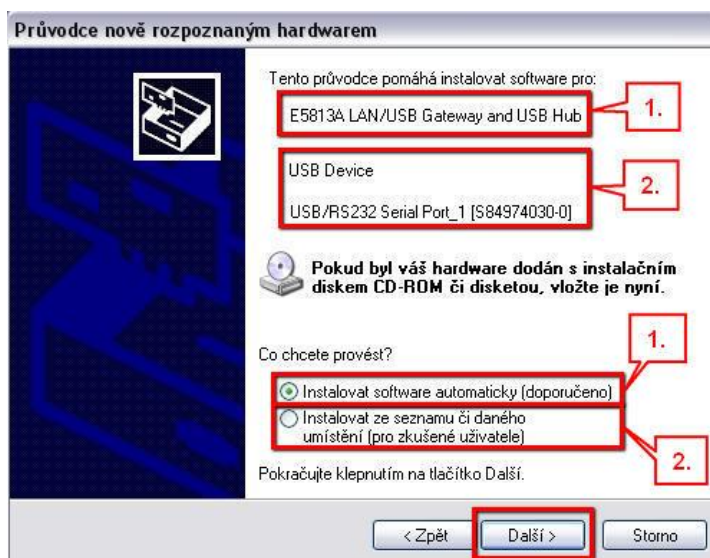 Průvodce nově rozpoznaným hardwarem
Tento průvodce pomáhá instalovat software pro:
E5813A LAN/USB Gateway and USB Hub
1.
USB Device
2.
USB/RS232 Serial Port_1 [S84974030-0]
Pokud byl váš hardware dodán s instalačním
diskem CD-ROM či disketou, vložte je nyní.
1.
Co chcete provést?
Instalovat software automaticky (doporučeno)
Instalovat ze seznamu či daného
umístění (pro zkušené uživatele)
2.
Pokračujte klepnutím na tlačítko Další.
< Zpět
Další >
Storno